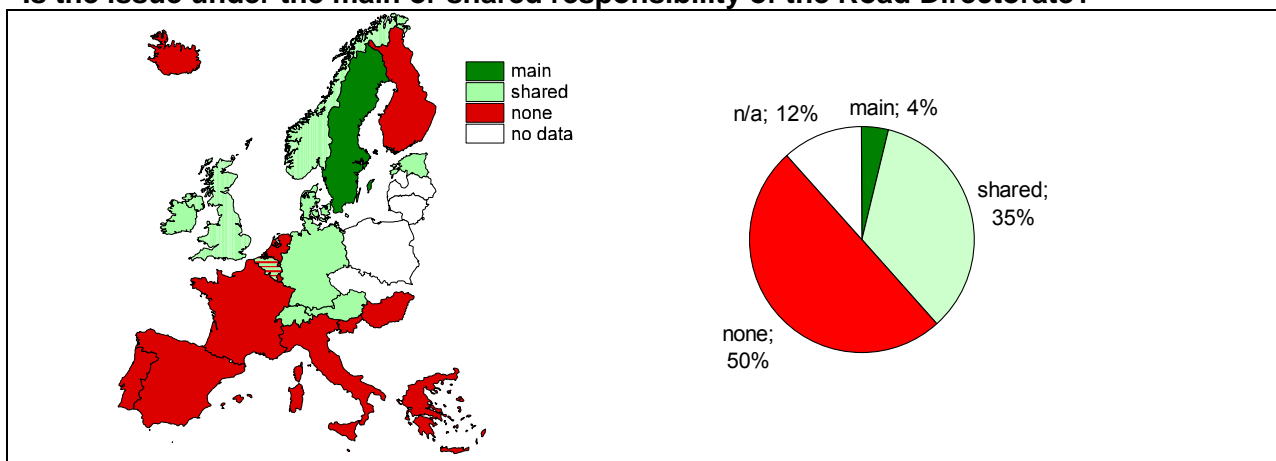 Is the issue under the main or shared responsibility of the Road Directorate?
main
shared
none
no data
n/a; 12%
main; 4%
shared;
35%
none;
50%